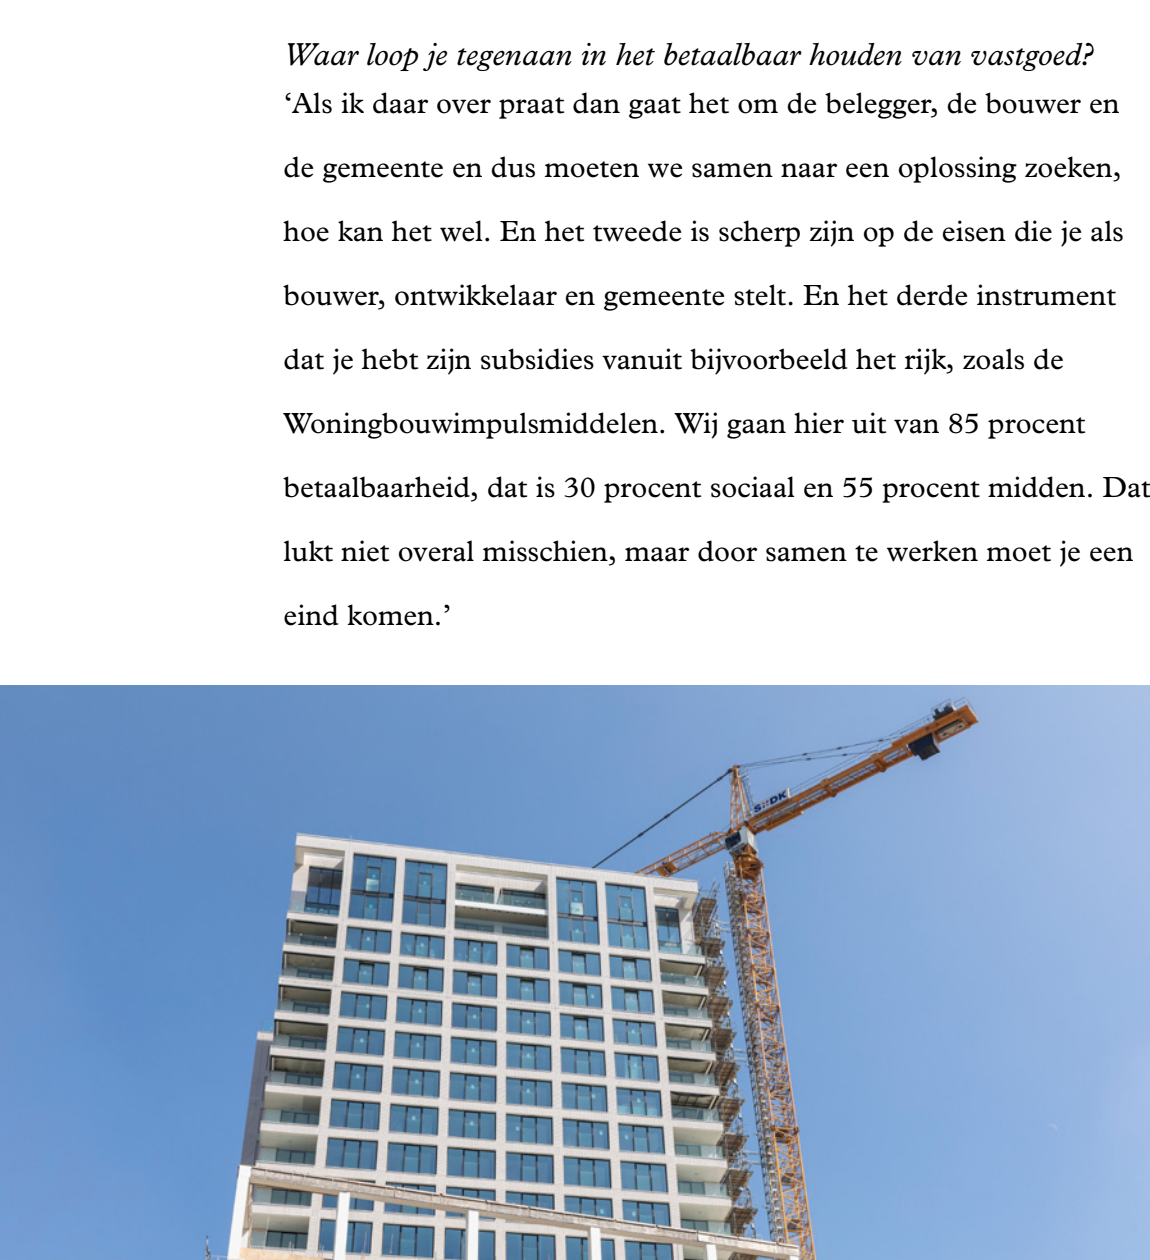 Waar loop je tegenaan in het betaalbaar houden van vastgoed?
‘Als ik daar over praat dan gaat het om de belegger, de bouwer en
de gemeente en dus moeten we samen naar een oplossing zoeken,
hoe kan het wel. En het tweede is scherp zijn op de eisen die je als
bouwer, ontwikkelaar en gemeente stelt. En het derde instrument
dat je hebt zijn subsidies vanuit bijvoorbeeld het rijk, zoals de
Woningbouwimpulsmiddelen. Wij gaan hier uit van 85 procent
betaalbaarheid, dat is 30 procent sociaal en 55 procent midden. Dat
lukt niet overal misschien, maar door samen te werken moet je een
eind komen.’